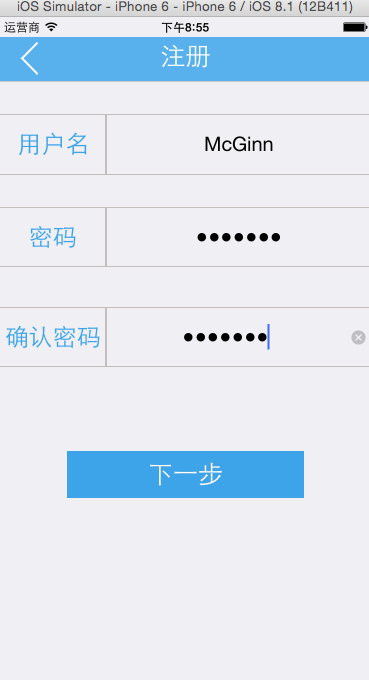 iOS Simulator - iPhone 6 - iPhone 6 / iOS 8.1 (12B411)
运营商 下午8:55
注册
用户名 McGinn
密码 •••••••
确认密码 •••••••
下一步